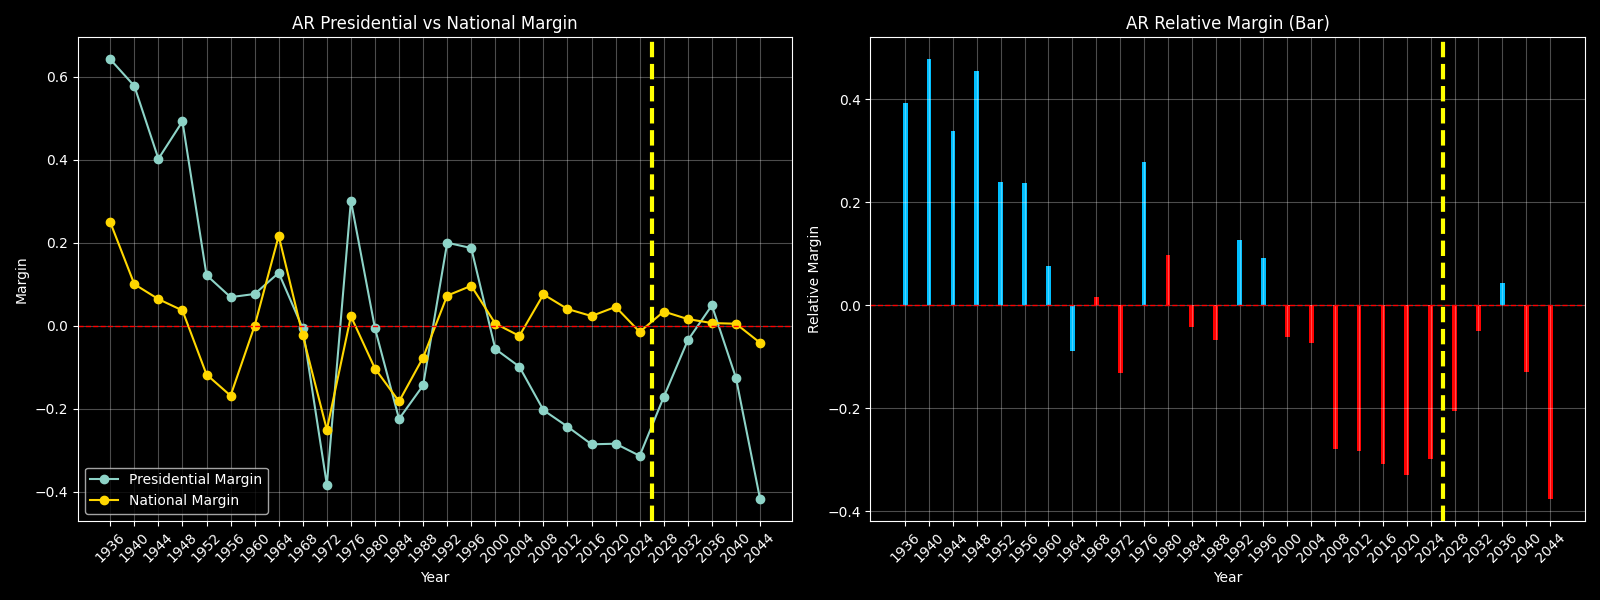 AR Presidential vs National Margin
Margin
0.6
0.4
0.2
0.0
−0.2
−0.4
Presidential Margin
National Margin
1936 1940 1944 1948 1952 1956 1960 1964 1968 1972 1976 1980 1984 1988 1992 1996 2000 2004 2008 2012 2016 2020 2024 2028 2032 2036 2040 2044
Year
AR Relative Margin (Bar)
Relative Margin
0.4
0.2
0.0
−0.2
−0.4
1936 1940 1944 1948 1952 1956 1960 1964 1968 1972 1976 1980 1984 1988 1992 1996 2000 2004 2008 2012 2016 2020 2024 2028 2032 2036 2040 2044
Year